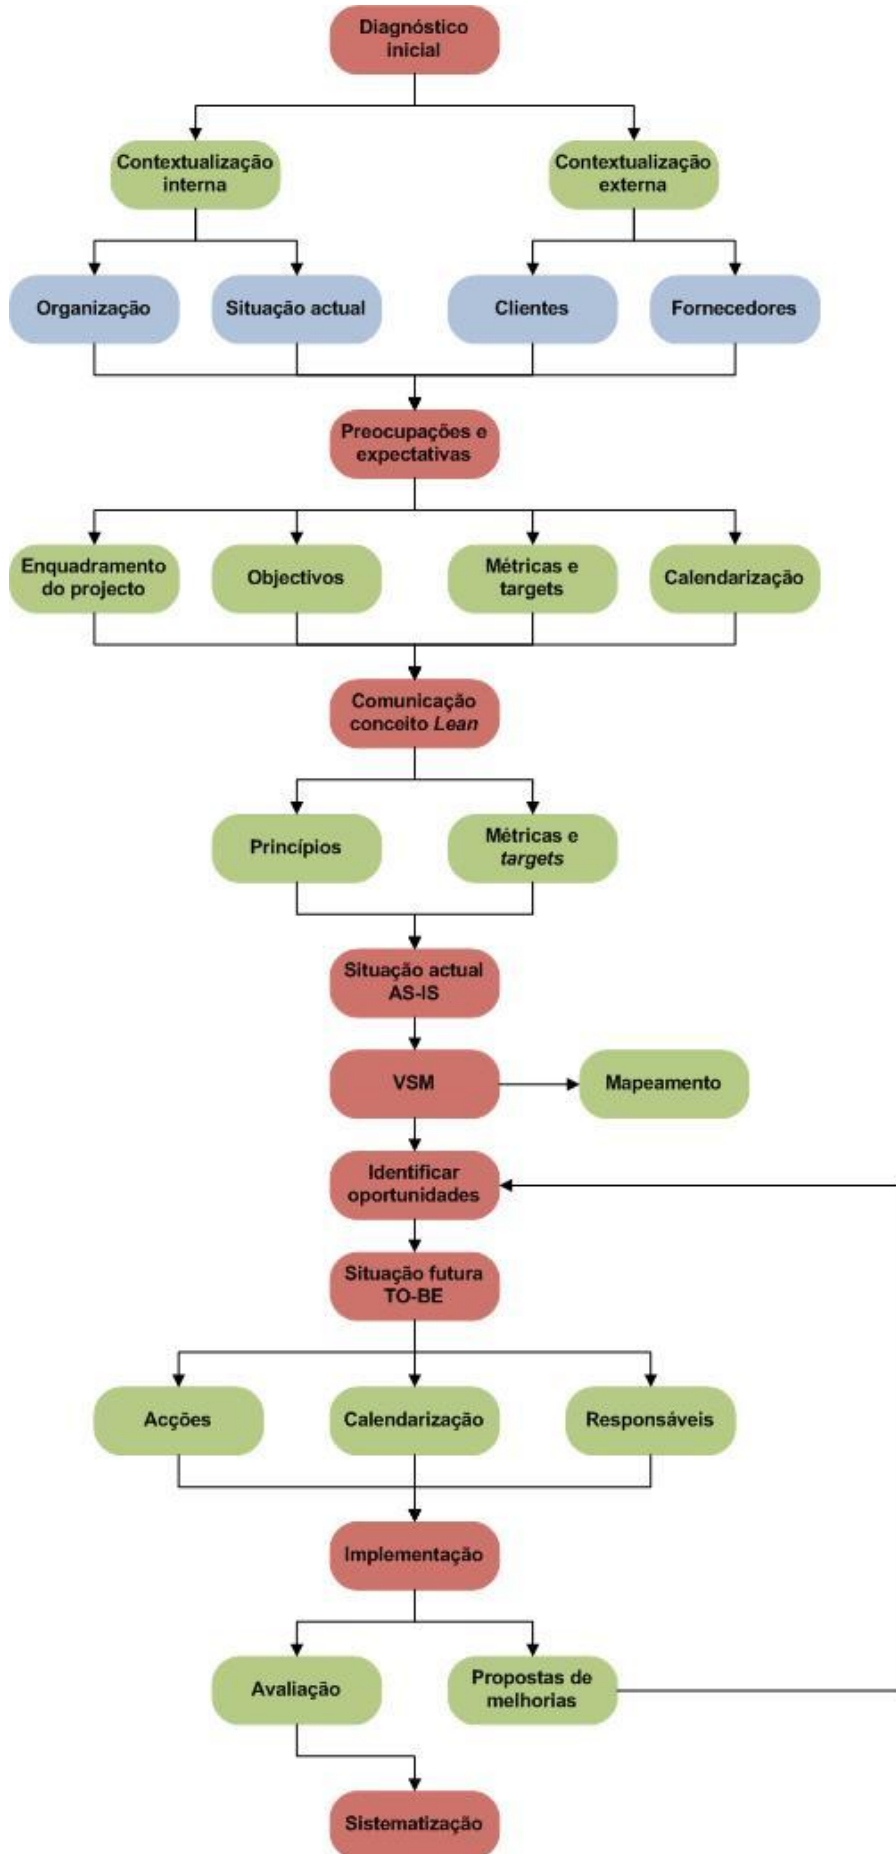 Diagnóstico
inicial
Contextualização
interna
Contextualização
externa
Organização
Situação actual
Clientes
Fornecedores
Preocupações e
expectativas
Enquadramento
do projecto
Objectivos
Métricas e
targets
Calendarização
Comunicação
conceito Lean
Princípios
Métricas e
targets
Situação actual
AS-IS
VSM
Mapeamento
Identificar
oportunidades
Situação futura
TO-BE
Acções
Calendarização
Responsáveis
Implementação
Avaliação
Propostas de
melhorias
Sistematização